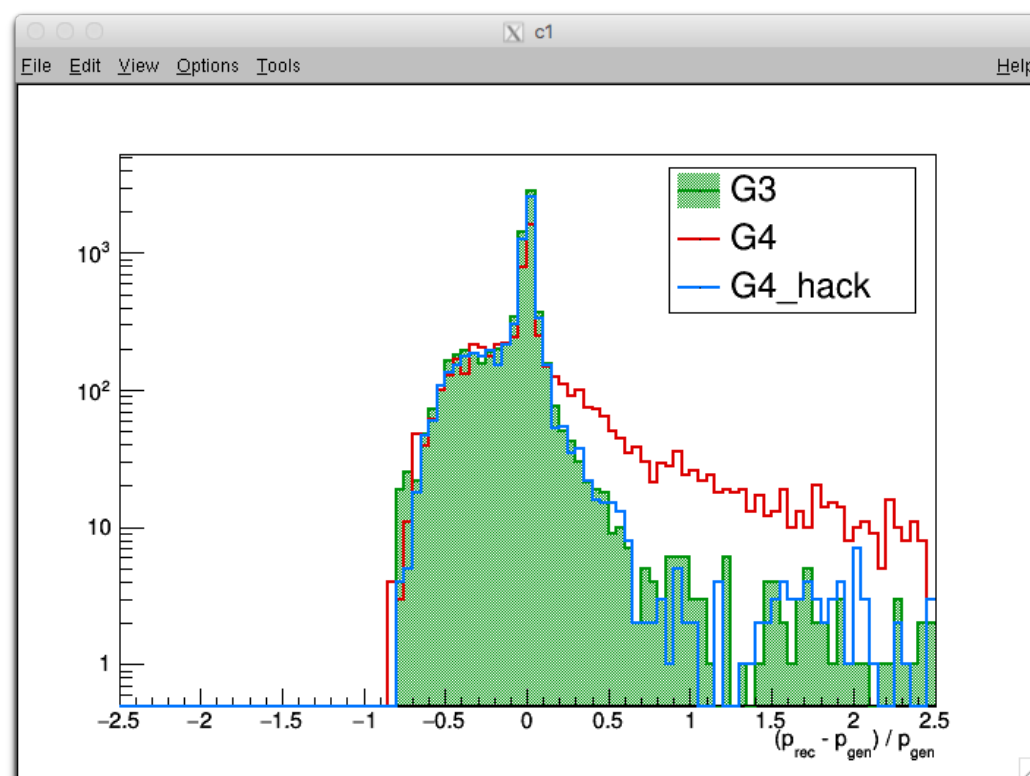 c1
File Edit View Options Tools Help
G3
G4
G4_hack
10³
10²
10
1
−2.5 −2 −1.5 −1 −0.5 0 0.5 1 1.5 2 2.5
(p_rec - p_gen) / p_gen